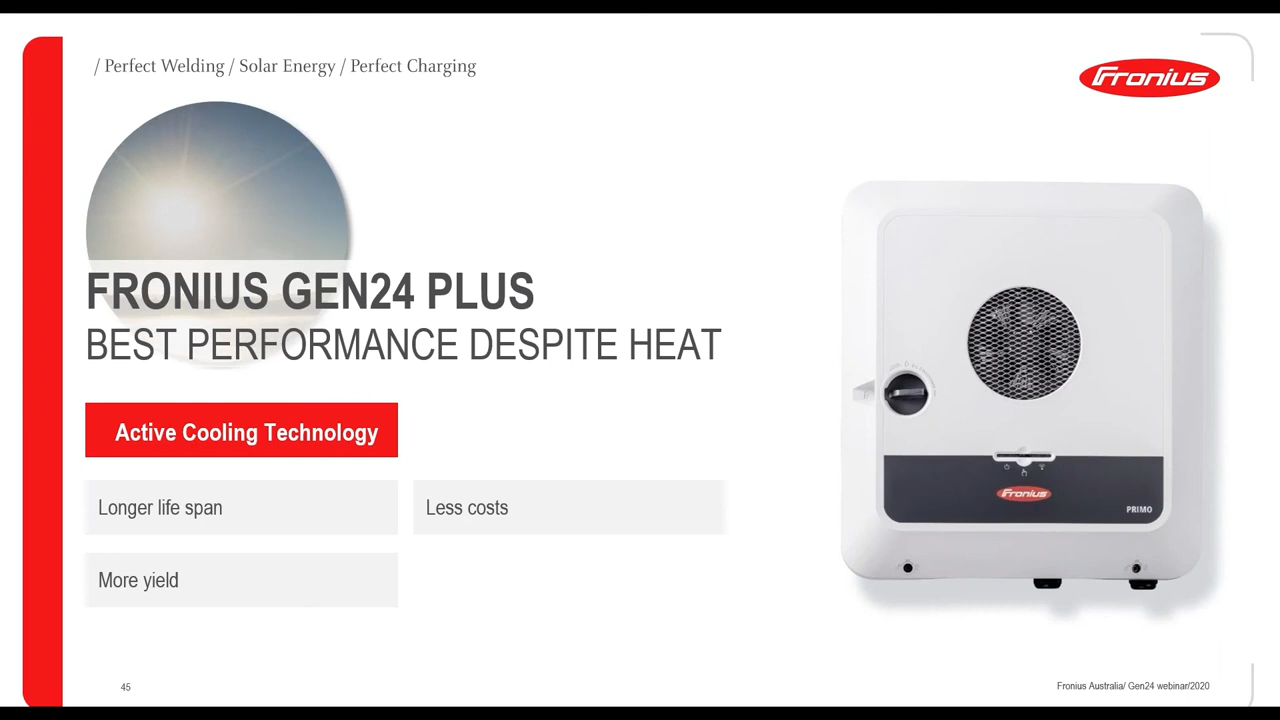 / Perfect Welding / Solar Energy / Perfect Charging
Fronius
FRONIUS GEN24 PLUS
BEST PERFORMANCE DESPITE HEAT
Active Cooling Technology
Longer life span
Less costs
More yield
Fronius
PRIMO
45
Fronius Australia/ Gen24 webinar/2020